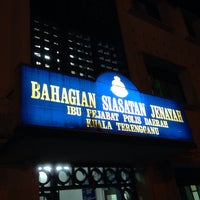 BAHAGIAN SIASATAN JENAYAH
IBU PEJABAT POLIS DAERAH
KUALA TERENGGANU